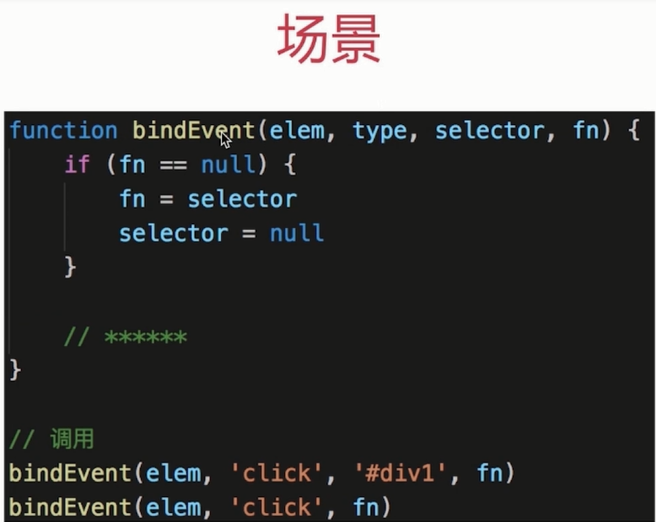 场景
function bindEvent(elem, type, selector, fn) {
    if (fn == null) {
        fn = selector
        selector = null
    }

    // ******
}

// 调用
bindEvent(elem, 'click', '#div1', fn)
bindEvent(elem, 'click', fn)